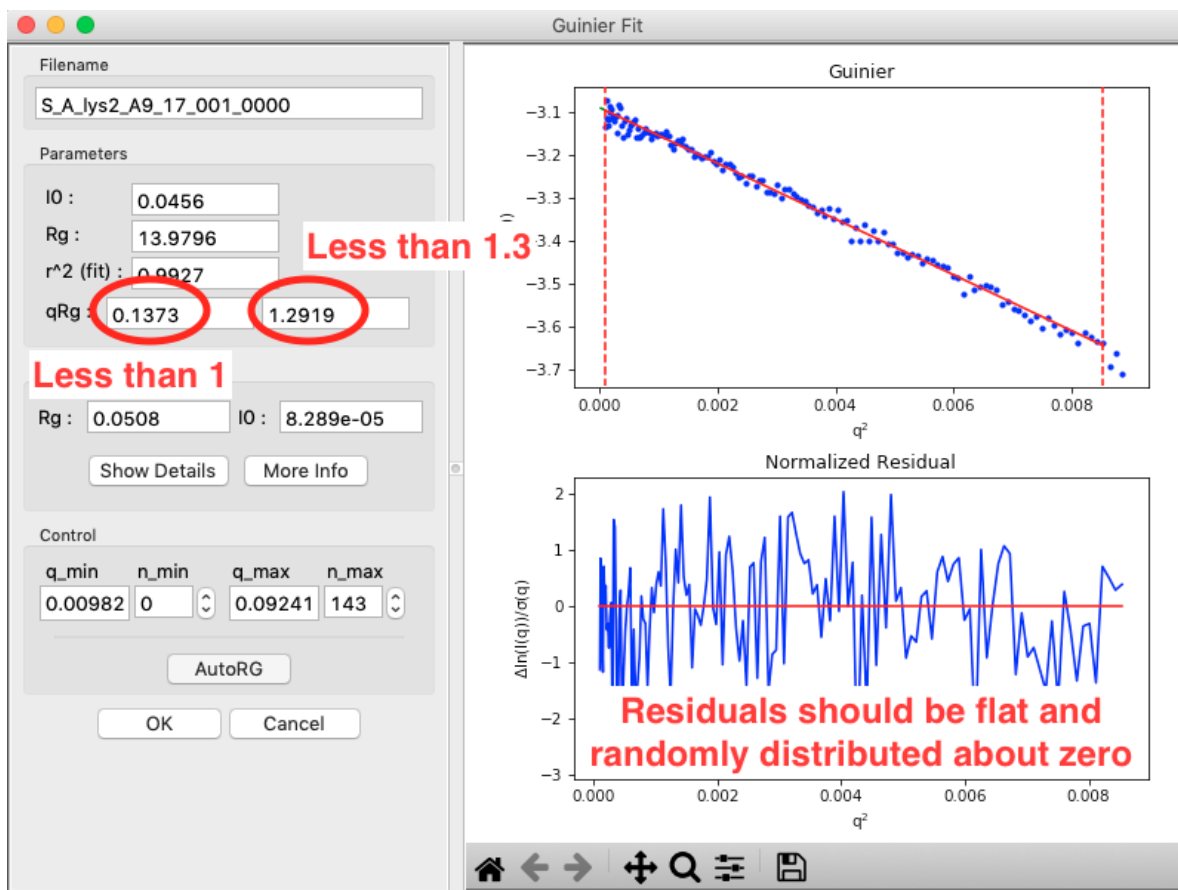 Guinier Fit
Filename
S_A_lys2_A9_17_001_0000
Parameters
I0 : 0.0456
Rg : 13.9796
r^2 (fit) : 0.9927
qRg : 0.1373 1.2919
Less than 1.3
Less than 1
Rg : 0.0508 I0 : 8.289e-05
Show Details More Info
Control
q_min n_min q_max n_max
0.00982 0 0.09241 143
AutoRG
OK Cancel
Guinier
−3.1
−3.2
−3.3
−3.4
−3.5
−3.6
−3.7
0.000 0.002 0.004 0.006 0.008
q²
Normalized Residual
Δln(I(q))/σ(q)
2
1
0
−1
−2
−3
Residuals should be flat and
randomly distributed about zero
0.000 0.002 0.004 0.006 0.008
q²